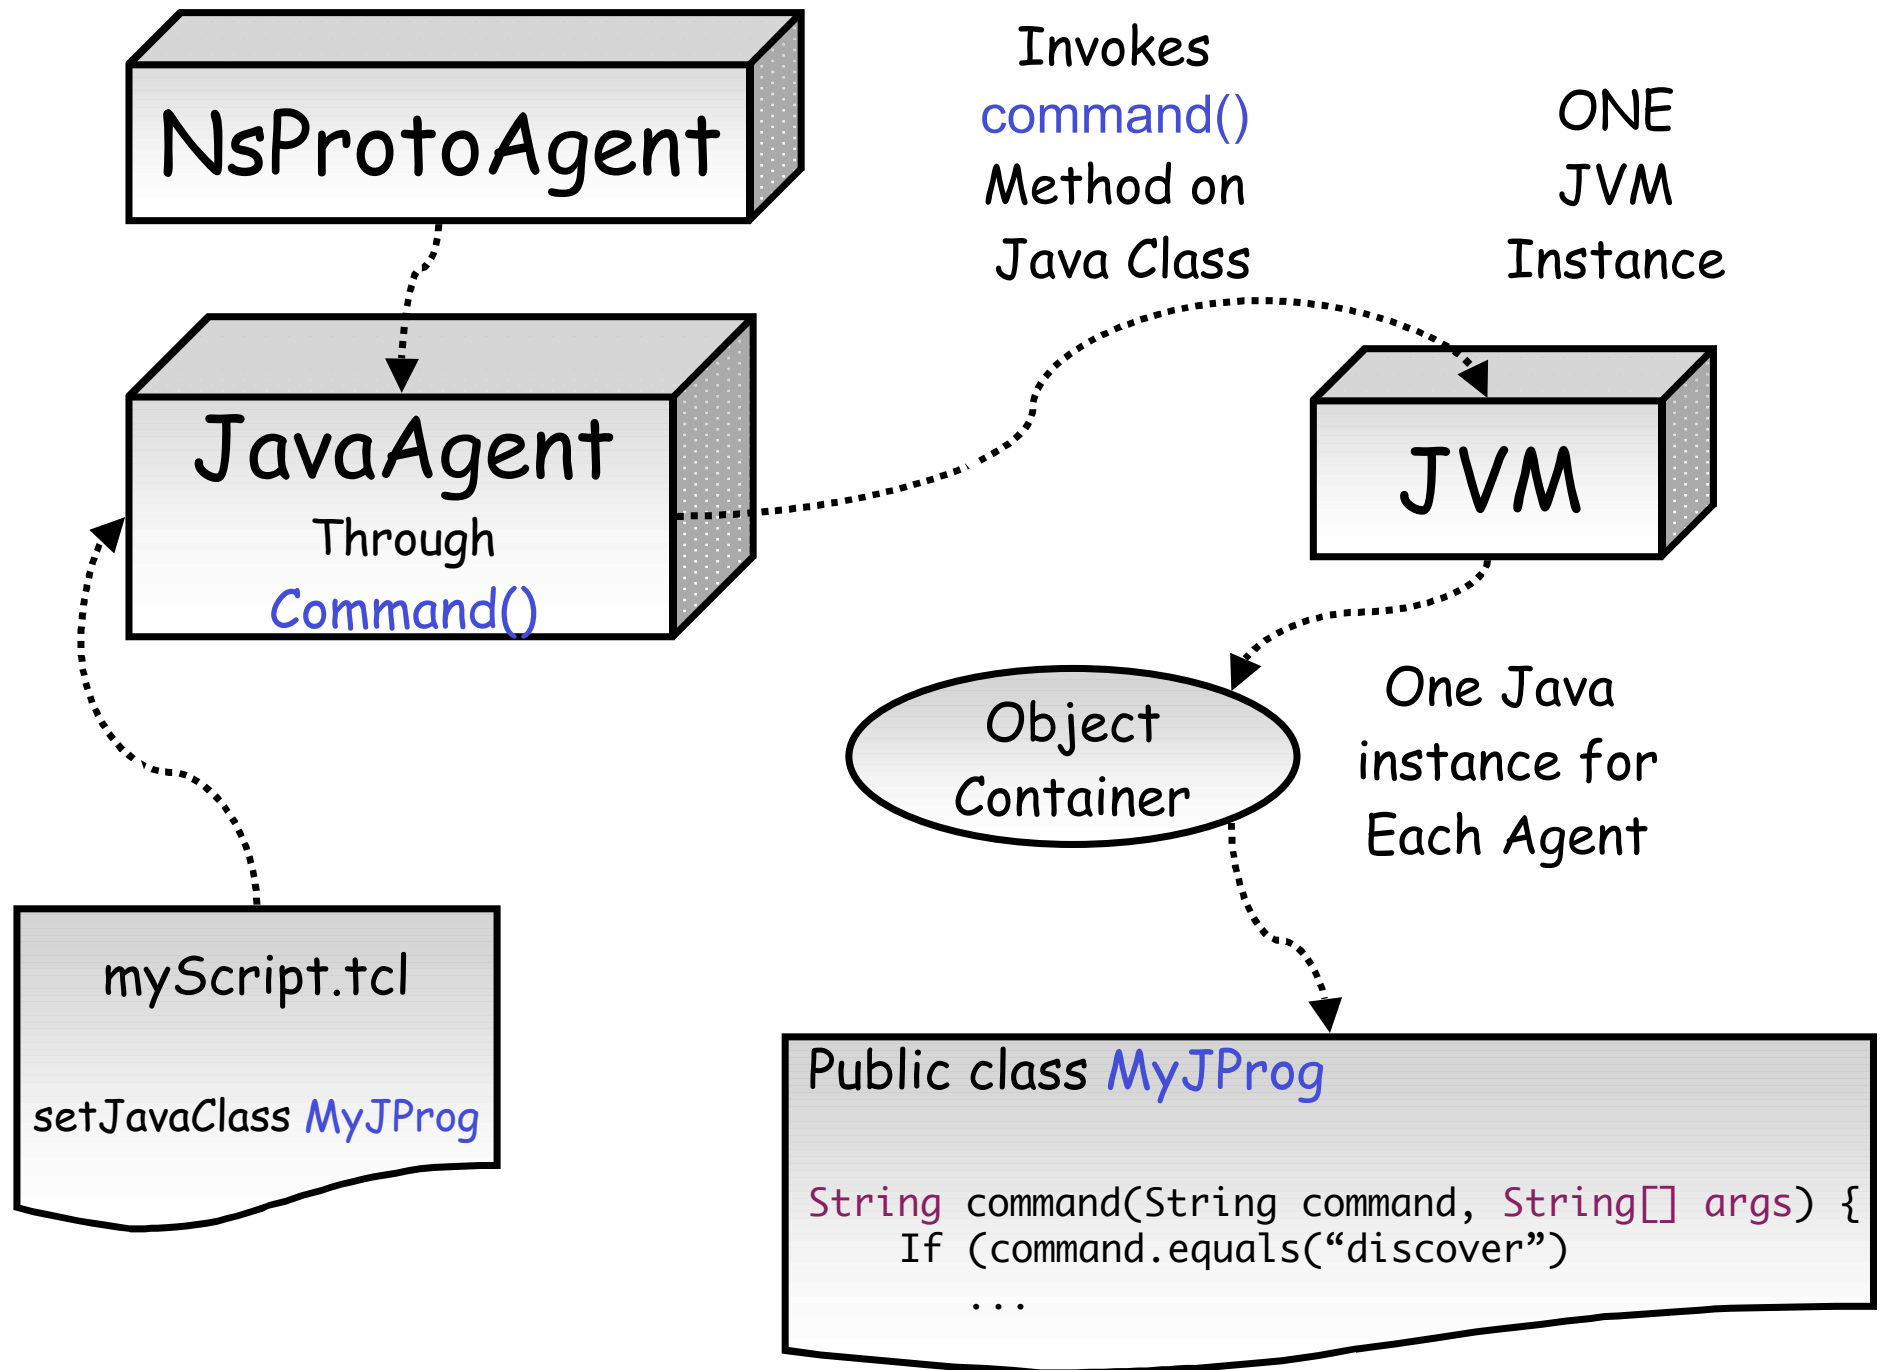 NsProtoAgent
Invokes
command()
Method on
Java Class
ONE
JVM
Instance
JavaAgent
Through
Command()
JVM
Object
Container
One Java
instance for
Each Agent
myScript.tcl
setJavaClass MyJProg
Public class MyJProg
String command(String command, String[] args) {
If (command.equals(“discover”)
...